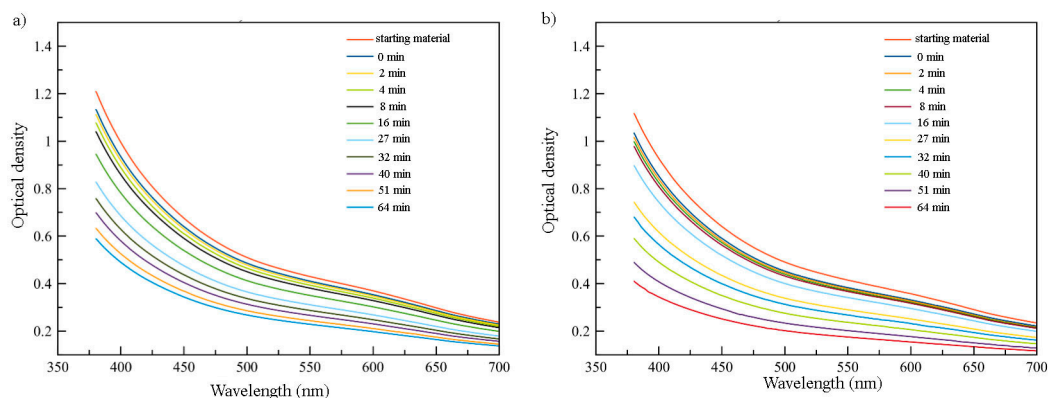 a)
Optical density
1.4
1.2
1
0.8
0.6
0.4
0.2
350 400 450 500 550 600 650 700
Wavelength (nm)
starting material
0 min
2 min
4 min
8 min
16 min
27 min
32 min
40 min
51 min
64 min
b)
Optical density
1.4
1.2
1
0.8
0.6
0.4
0.2
350 400 450 500 550 600 650 700
Wavelength (nm)
starting material
0 min
2 min
4 min
8 min
16 min
27 min
32 min
40 min
51 min
64 min